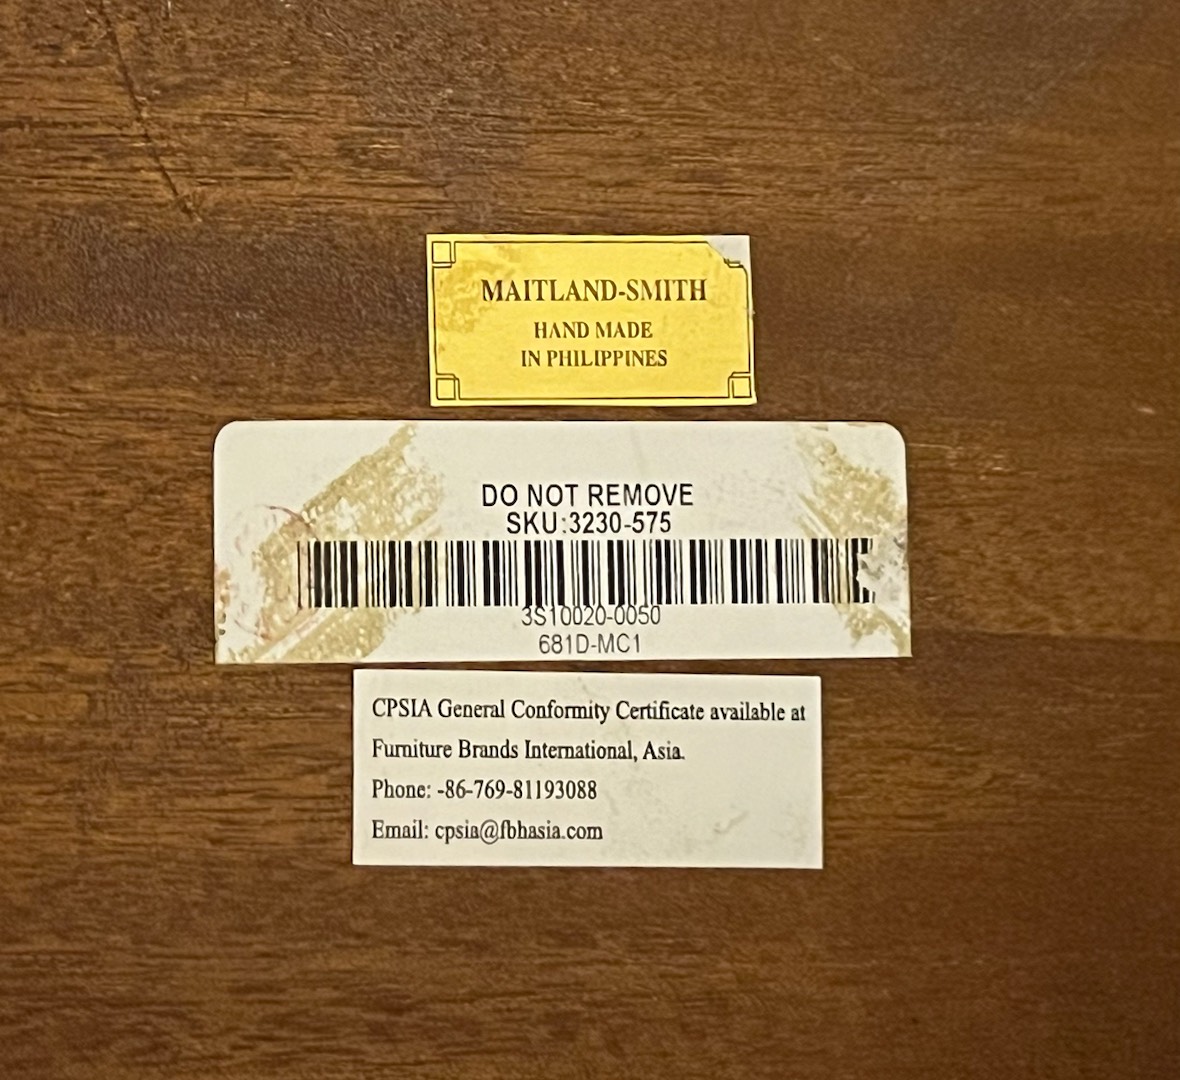 MAITLAND-SMITH
HAND MADE
IN PHILIPPINES
DO NOT REMOVE
SKU:3230-575
3S10020-0050
681D-MC1
CPSIA General Conformity Certificate available at
Furniture Brands International, Asia.
Phone: -86-769-81193088
Email: cpsia@fbhasia.com